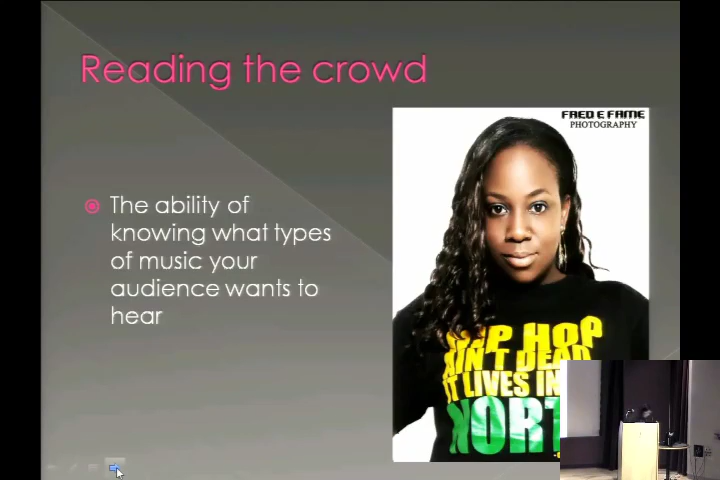 Reading the crowd
FRED E FAME
PHOTOGRAPHY
The ability of
knowing what types
of music your
audience wants to
hear
HIP HOP
AIN'T DEAD
IT LIVES IN